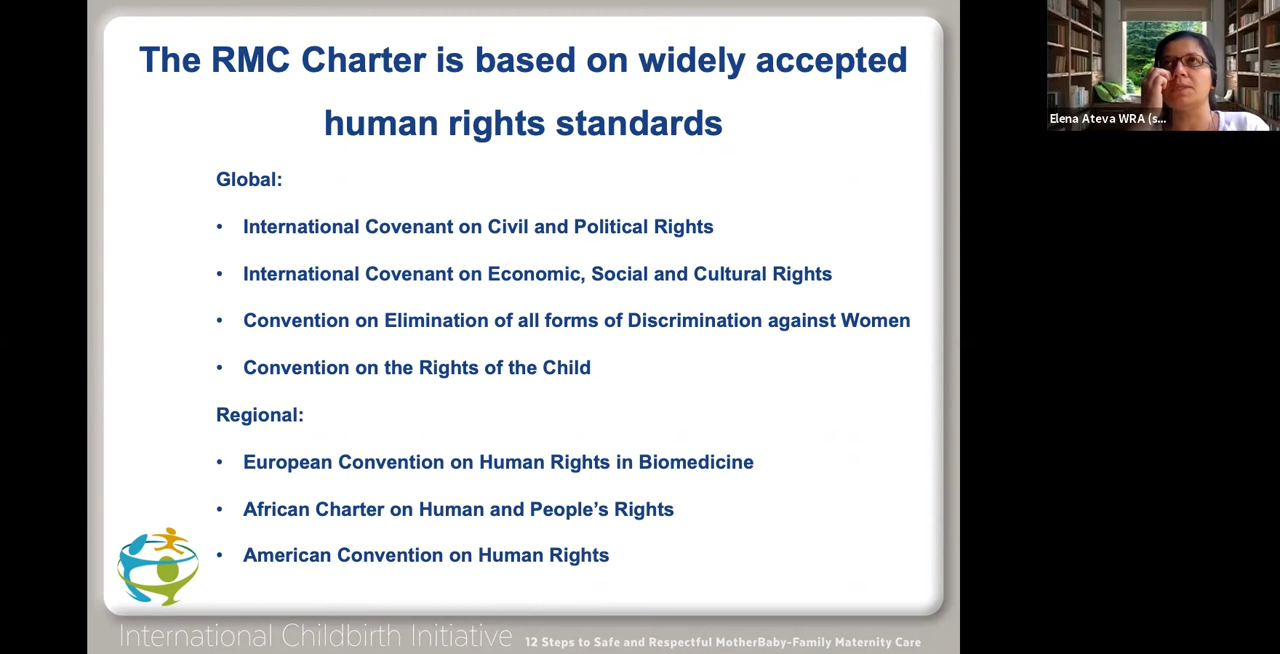 The RMC Charter is based on widely accepted
human rights standards
Global:
• International Covenant on Civil and Political Rights
• International Covenant on Economic, Social and Cultural Rights
• Convention on Elimination of all forms of Discrimination against Women
• Convention on the Rights of the Child
Regional:
• European Convention on Human Rights in Biomedicine
• African Charter on Human and People’s Rights
• American Convention on Human Rights
International Childbirth Initiative 12 Steps to Safe and Respectful MotherBaby-Family Maternity Care
Elena Ateva WRA (s...